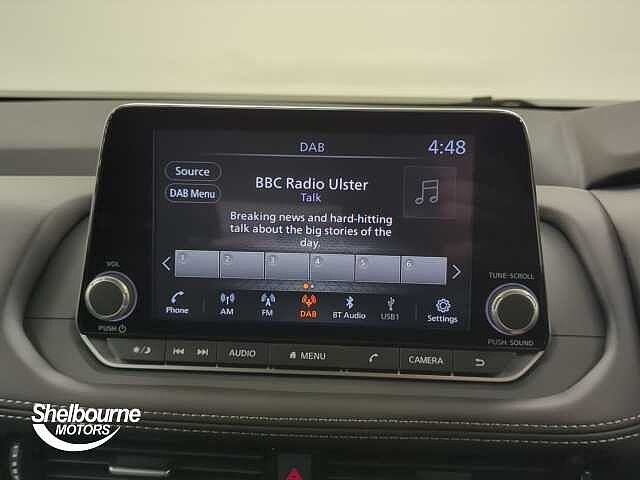 DAB
4:48
Source
DAB Menu
BBC Radio Ulster
Talk
Breaking news and hard-hitting
talk about the big stories of the
day.
1 2 3 4 5 6
VOL
TUNE·SCROLL
Phone AM FM DAB BT Audio USB1 Settings
PUSH
PUSH SOUND
AUDIO MENU CAMERA
Shelbourne
MOTORS